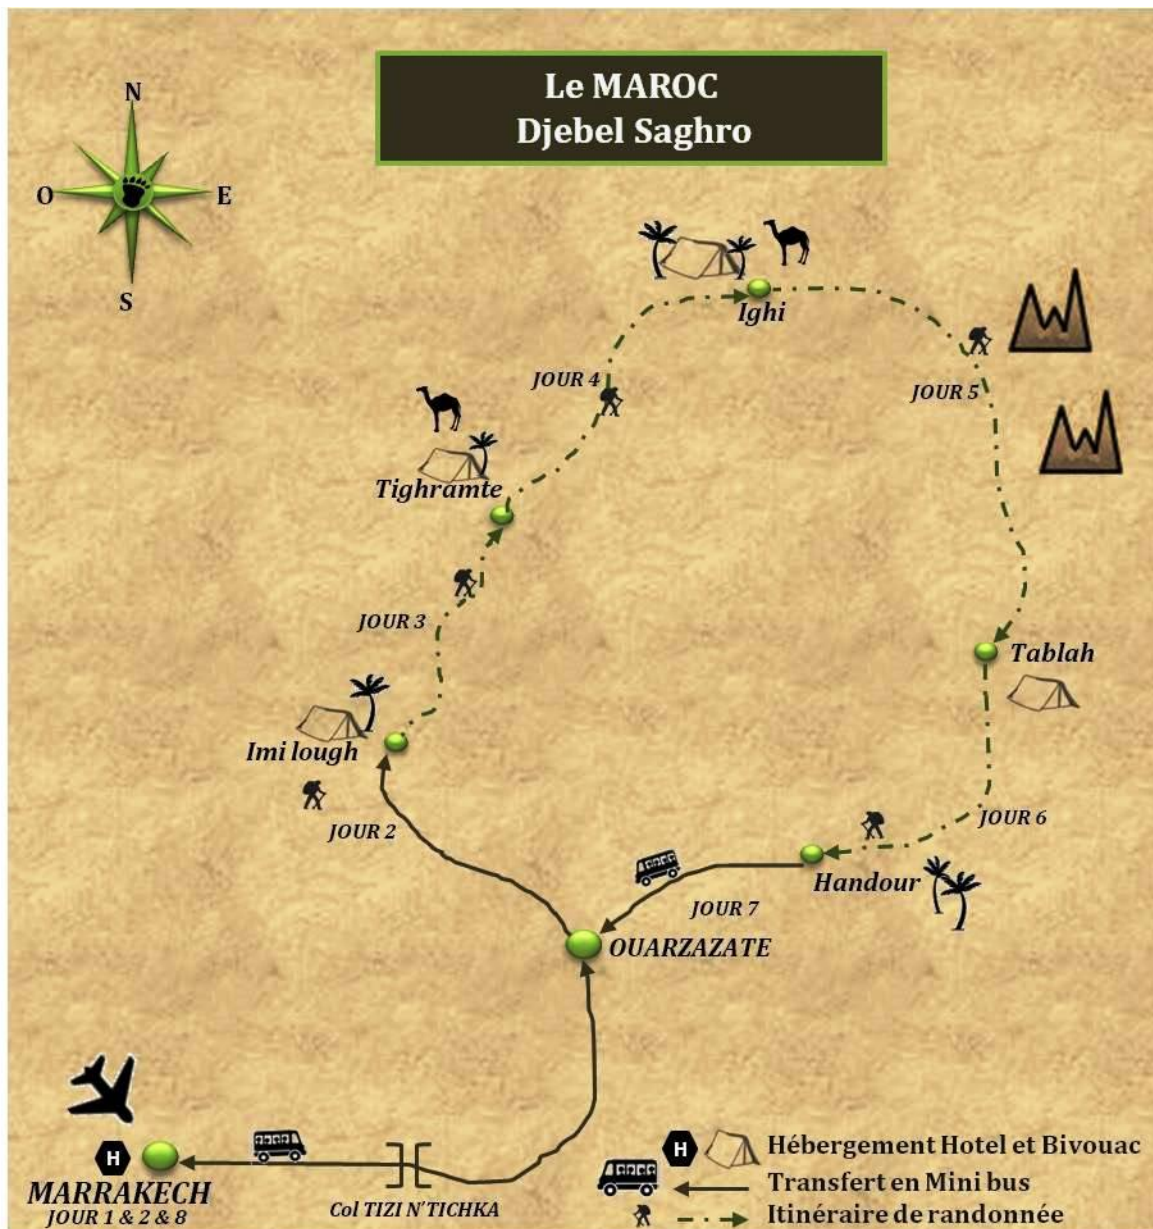 Le MAROC
Djebel Saghro
N
O
E
S
Ighi
JOUR 4
JOUR 5
Tighramte
JOUR 3
Tablah
Imi lough
JOUR 2
JOUR 6
Handour
JOUR 7
OUARZAZATE
H
MARRAKECH
JOUR 1 & 2 & 8
Col TIZI N'TICHKA
H Hébergement Hotel et Bivouac
Transfert en Mini bus
Itinéraire de randonnée